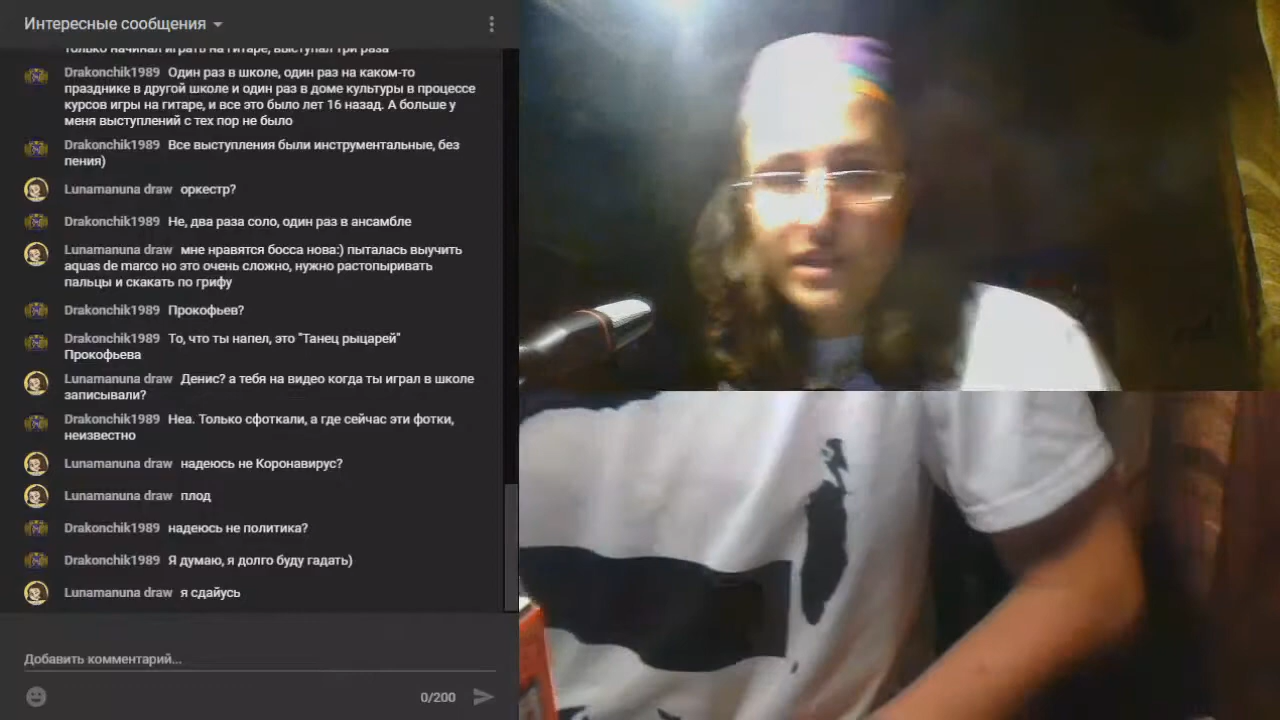 Интересные сообщения
только начинал играть на гитаре, выступал три раза
Drakonchik1989 Один раз в школе, один раз на каком-то
празднике в другой школе и один раз в доме культуры в процессе
курсов игры на гитаре, и все это было лет 16 назад. А больше у
меня выступлений с тех пор не было
Drakonchik1989 Все выступления были инструментальные, без
пения)
Lunamanuna draw оркестр?
Drakonchik1989 Не, два раза соло, один раз в ансамбле
Lunamanuna draw мне нравятся босса нова:) пыталась выучить
aquas de marco но это очень сложно, нужно растопыривать
пальцы и скакать по грифу
Drakonchik1989 Прокофьев?
Drakonchik1989 То, что ты напел, это "Танец рыцарей"
Прокофьева
Lunamanuna draw Денис? а тебя на видео когда ты играл в школе
записывали?
Drakonchik1989 Неа. Только сфоткали, а где сейчас эти фотки,
неизвестно
Lunamanuna draw надеюсь не Коронавирус?
Lunamanuna draw плод
Drakonchik1989 надеюсь не политика?
Drakonchik1989 Я думаю, я долго буду гадать)
Lunamanuna draw я сдайусь
Добавить комментарий...
0/200